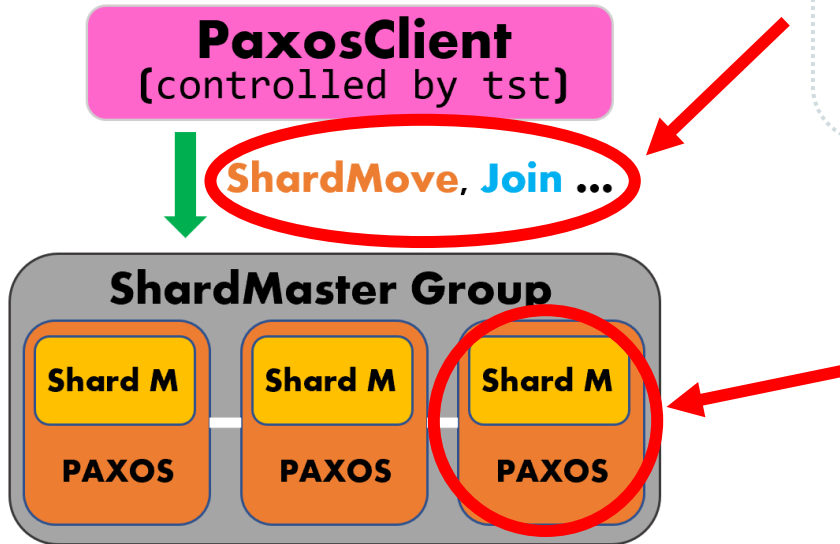 PaxosClient
(controlled by tst)
ShardMove, Join ...
ShardMaster Group
Shard M
Shard M
Shard M
PAXOS
PAXOS
PAXOS